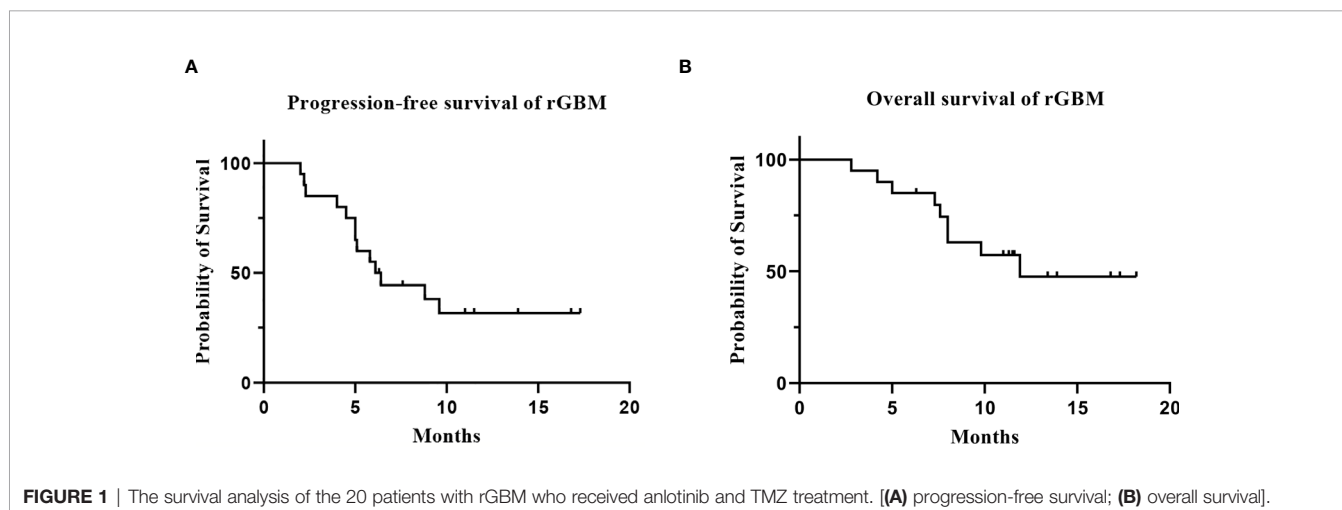 A
Progression-free survival of rGBM
Probability of Survival
100
50
0
0 5 10 15 20
Months
B
Overall survival of rGBM
Probability of Survival
100
50
0
0 5 10 15 20
Months
FIGURE 1 | The survival analysis of the 20 patients with rGBM who received anlotinib and TMZ treatment. [(A) progression-free survival; (B) overall survival].